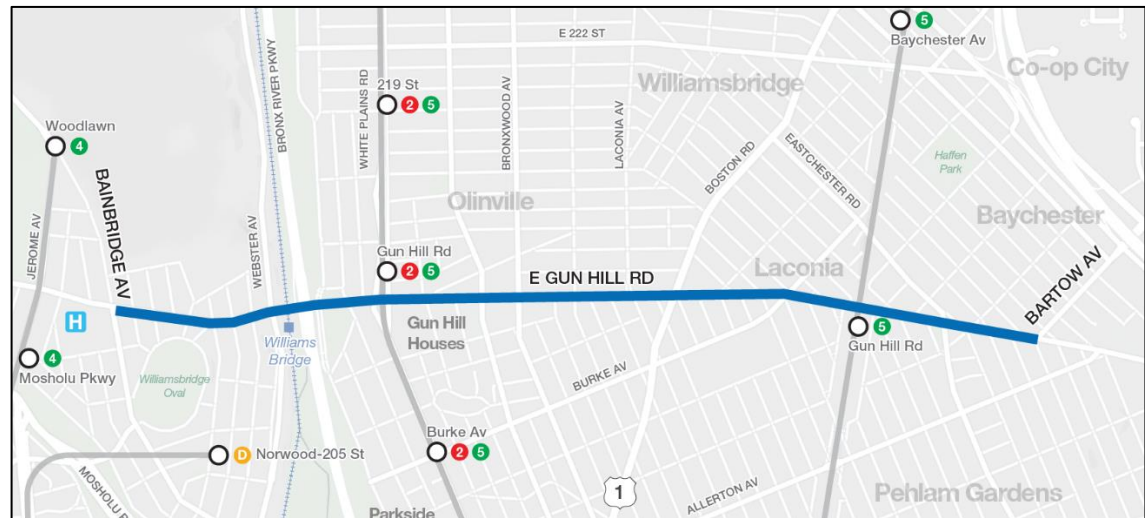 5
Baychester Av
E 222 ST
Co-op City
BRONX RIVER PKWY
219 St
2 5
WHITE PLAINS RD
BRONXWOOD AV
LACONIA AV
Williamsbridge
Woodlawn
4
BOSTON RD
EASTCHESTER RD
Haffen
Park
BAINBRIDGE AV
JEROME AV
WEBSTER AV
Olinville
Baychester
Gun Hill Rd
2 5
E GUN HILL RD
Laconia
BARTOW AV
H
Williams
Bridge
Gun Hill
Houses
5
Gun Hill Rd
4
Mosholu Pkwy
Williamsbridge
Oval
BURKE AV
Burke Av
2 5
D Norwood-205 St
MOSHOLU P
1
ALLERTON AV
Pehlam Gardens
Parkside